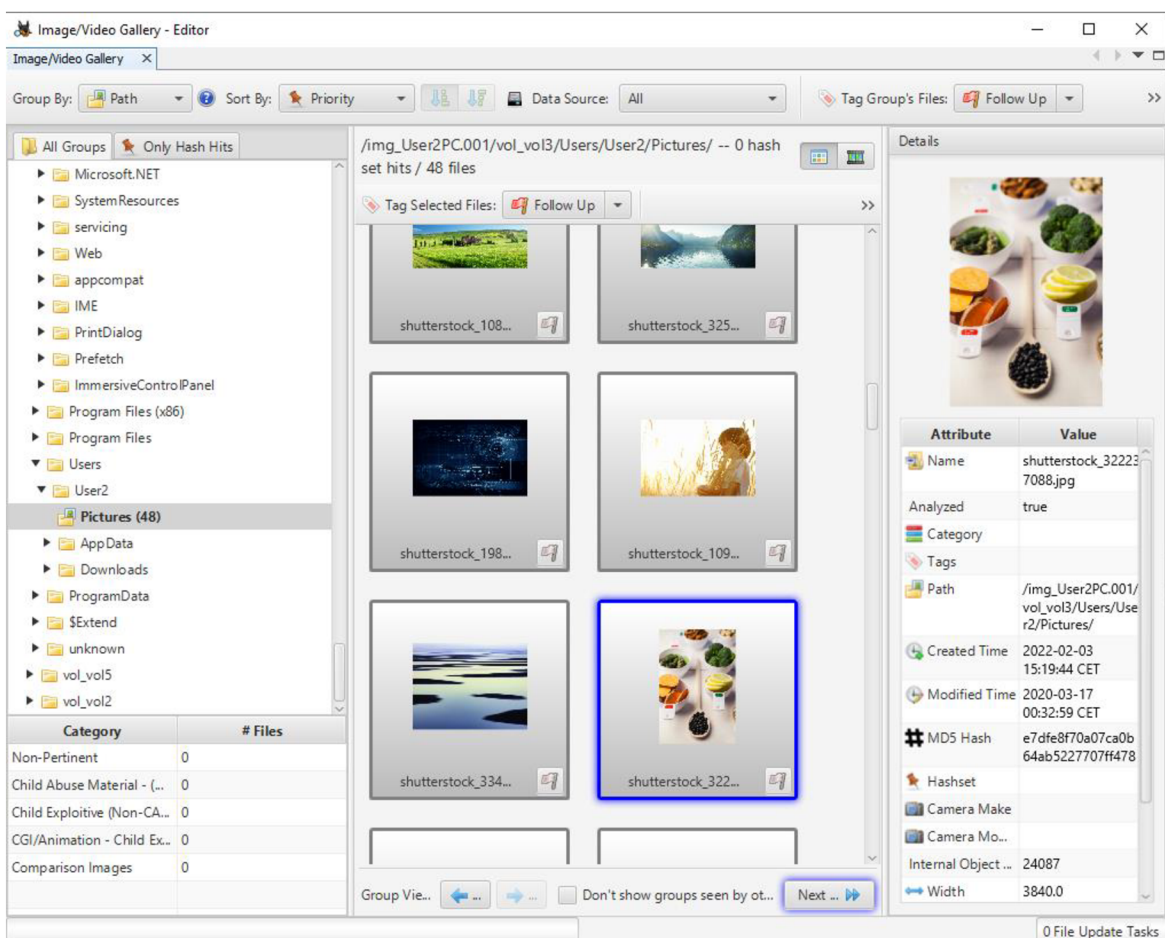 Image/Video Gallery - Editor
Image/Video Gallery
Group By: Path Sort By: Priority Data Source: All Tag Group's Files: Follow Up
All Groups Only Hash Hits
Microsoft.NET
SystemResources
servicing
Web
appcompat
IME
PrintDialog
Prefetch
ImmersiveControlPanel
Program Files (x86)
Program Files
Users
User2
Pictures (48)
AppData
Downloads
ProgramData
$Extend
unknown
vol_vol5
vol_vol2
Category # Files
Non-Pertinent 0
Child Abuse Material - (... 0
Child Exploitive (Non-CA... 0
CGI/Animation - Child Ex... 0
Comparison Images 0
/img_User2PC.001/vol_vol3/Users/User2/Pictures/ -- 0 hash
set hits / 48 files
Tag Selected Files: Follow Up
shutterstock_108... shutterstock_325...
shutterstock_198... shutterstock_109...
shutterstock_334... shutterstock_322...
Group Vie... ... ... Don't show groups seen by ot... Next ...
Details
Attribute Value
Name shutterstock_32223
7088.jpg
Analyzed true
Category
Tags
Path /img_User2PC.001/
vol_vol3/Users/Use
r2/Pictures/
Created Time 2022-02-03
15:19:44 CET
Modified Time 2020-03-17
00:32:59 CET
MD5 Hash e7dfe8f70a07ca0b
64ab5227707ff478
Hashset
Camera Make
Camera Mo...
Internal Object ... 24087
Width 3840.0
0 File Update Tasks